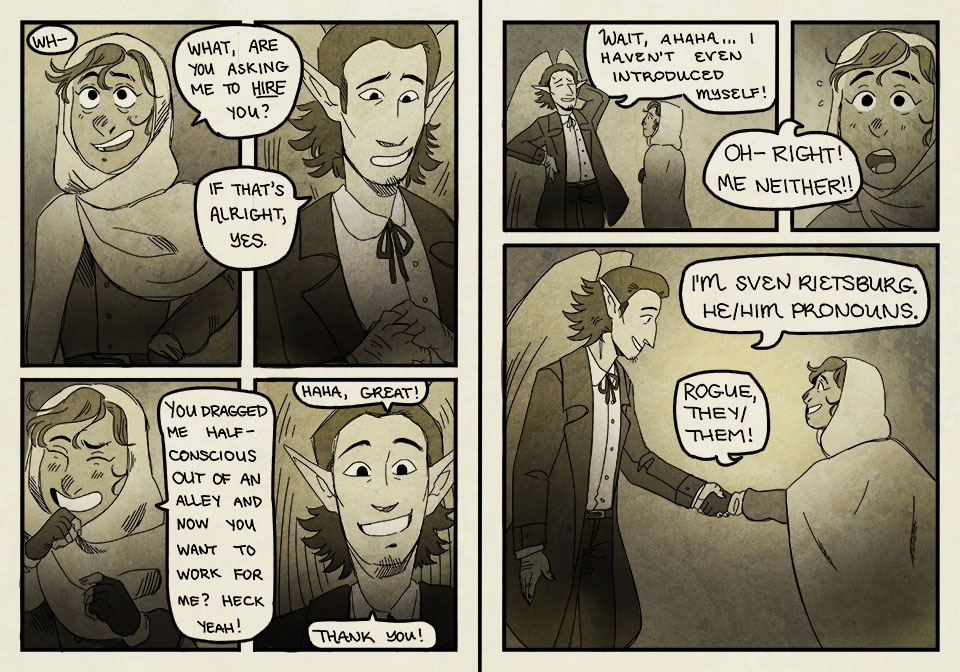 WH-
WHAT, ARE
YOU ASKING
ME TO HIRE
YOU?
IF THAT'S
ALRIGHT,
YES.
YOU DRAGGED
ME HALF-
CONSCIOUS
OUT OF AN
ALLEY AND
NOW YOU
WANT TO
WORK FOR
ME? HECK
YEAH!
HAHA, GREAT!
THANK YOU!
WAIT, AHAHA... I
HAVEN'T EVEN
INTRODUCED
MYSELF!
OH- RIGHT!
ME NEITHER!!
I'M SVEN RIETSBURG.
HE/HIM PRONOUNS.
ROGUE,
THEY/
THEM!